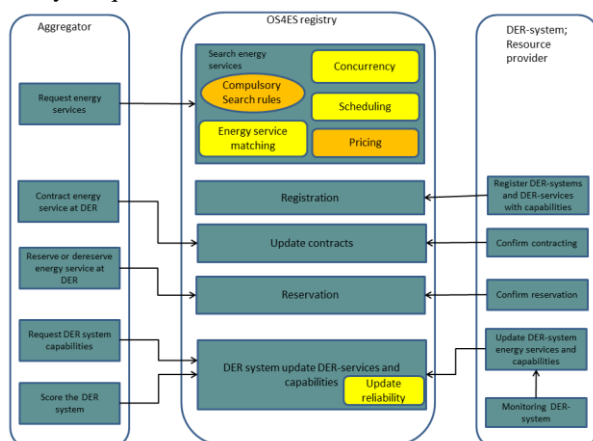 Aggregator
OS4ES registry
DER-system;
Resource
provider
Search energy
services
Compulsory
Search rules
Concurrency
Scheduling
Energy service
matching
Pricing
Request energy
services
Registration
Register DER-systems
and DER-services
with capabilities
Contract energy
service at DER
Update contracts
Confirm contracting
Reserve or dereserve
energy service at
DER
Reservation
Confirm reservation
Request DER system
capabilities
DER system update DER-services and
capabilities
Update
reliability
Update DER-system
energy services and
capabilities
Score the DER
system
Monitoring DER-
system